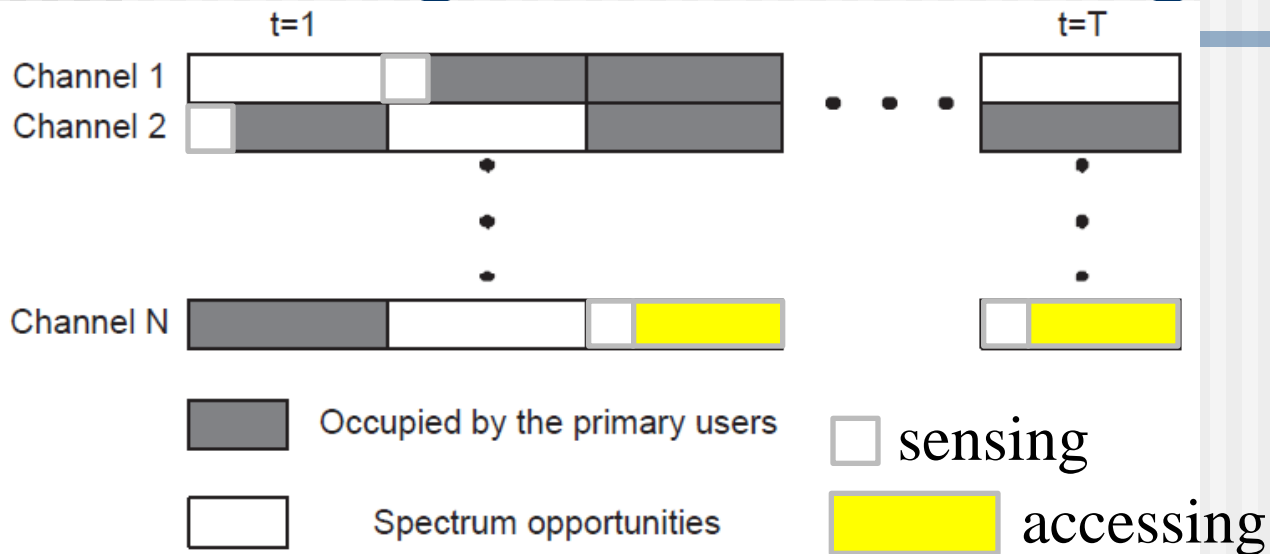 t=1
t=T
Channel 1
Channel 2
Channel N
Occupied by the primary users
sensing
Spectrum opportunities
accessing